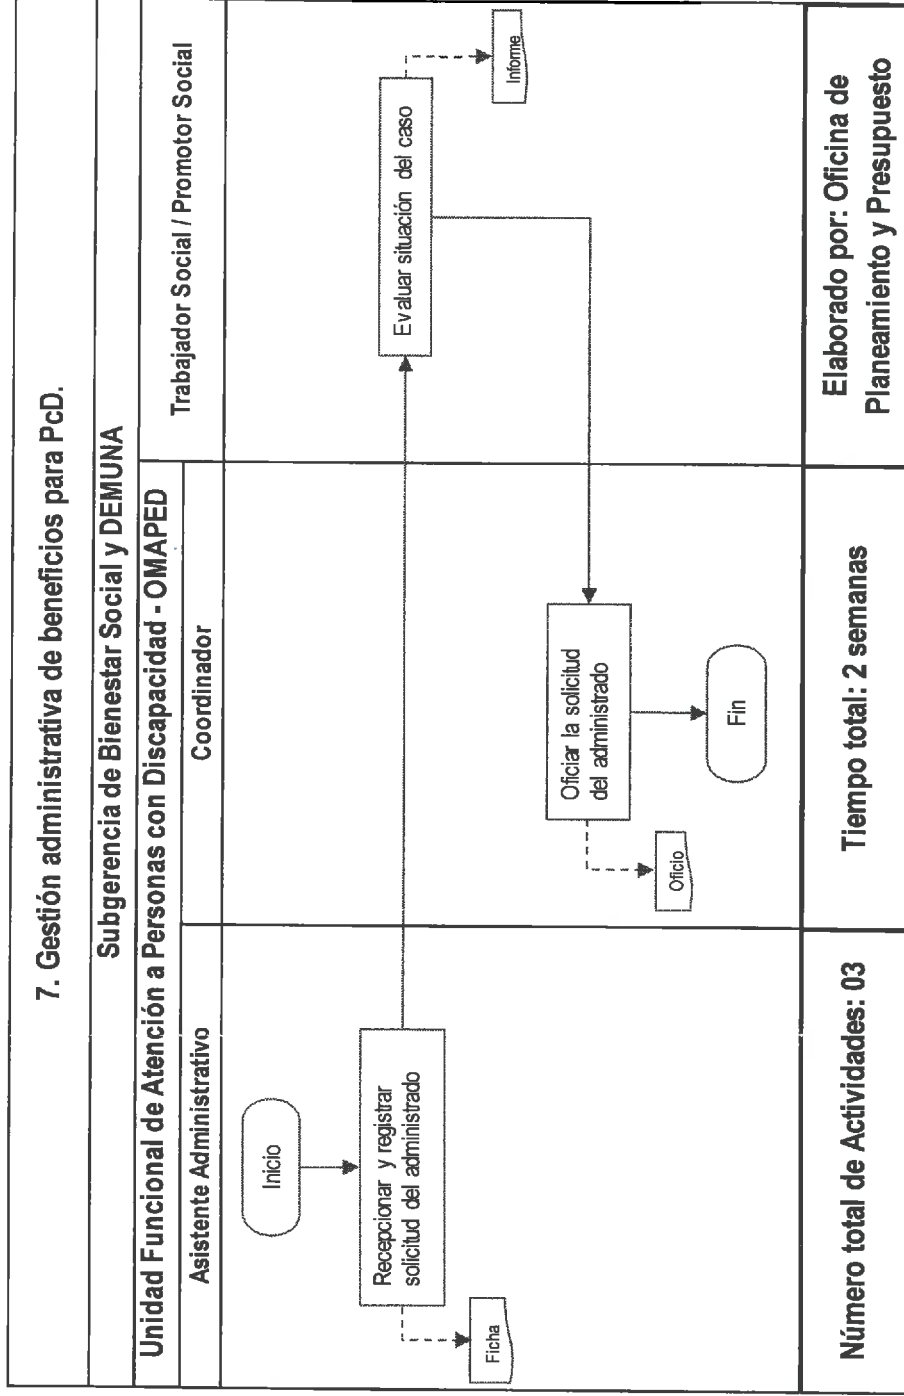 7. Gestión administrativa de beneficios para PcD.
Subgerencia de Bienestar Social y DEMUNA
Unidad Funcional de Atención a Personas con Discapacidad - OMAPED
Trabajador Social / Promotor Social
Asistente Administrativo
Coordinador
Inicio
Recepcionar y registrar
solicitud del administrado
Ficha
Evaluar situación del caso
Informe
Oficiar la solicitud
del administrado
Oficio
Fin
Número total de Actividades: 03
Tiempo total: 2 semanas
Elaborado por: Oficina de
Planeamiento y Presupuesto